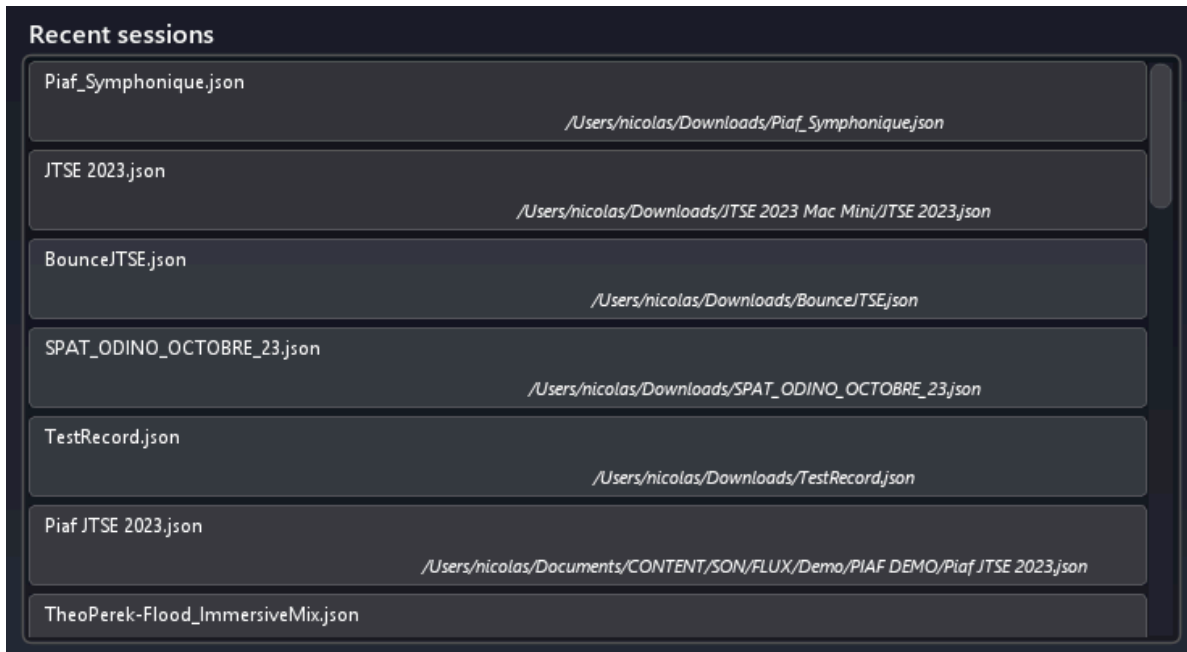 Recent sessions
Piaf_Symphonique.json
/Users/nicolas/Downloads/Piaf_Symphonique.json
JTSE 2023.json
/Users/nicolas/Downloads/JTSE 2023 Mac Mini/JTSE 2023.json
BounceJTSE.json
/Users/nicolas/Downloads/BounceJTSE.json
SPAT_ODINO_OCTOBRE_23.json
/Users/nicolas/Downloads/SPAT_ODINO_OCTOBRE_23.json
TestRecord.json
/Users/nicolas/Downloads/TestRecord.json
Piaf JTSE 2023.json
/Users/nicolas/Documents/CONTENT/SON/FLUX/Demo/PIAF DEMO/Piaf JTSE 2023.json
TheoPerek-Flood_ImmersiveMix.json